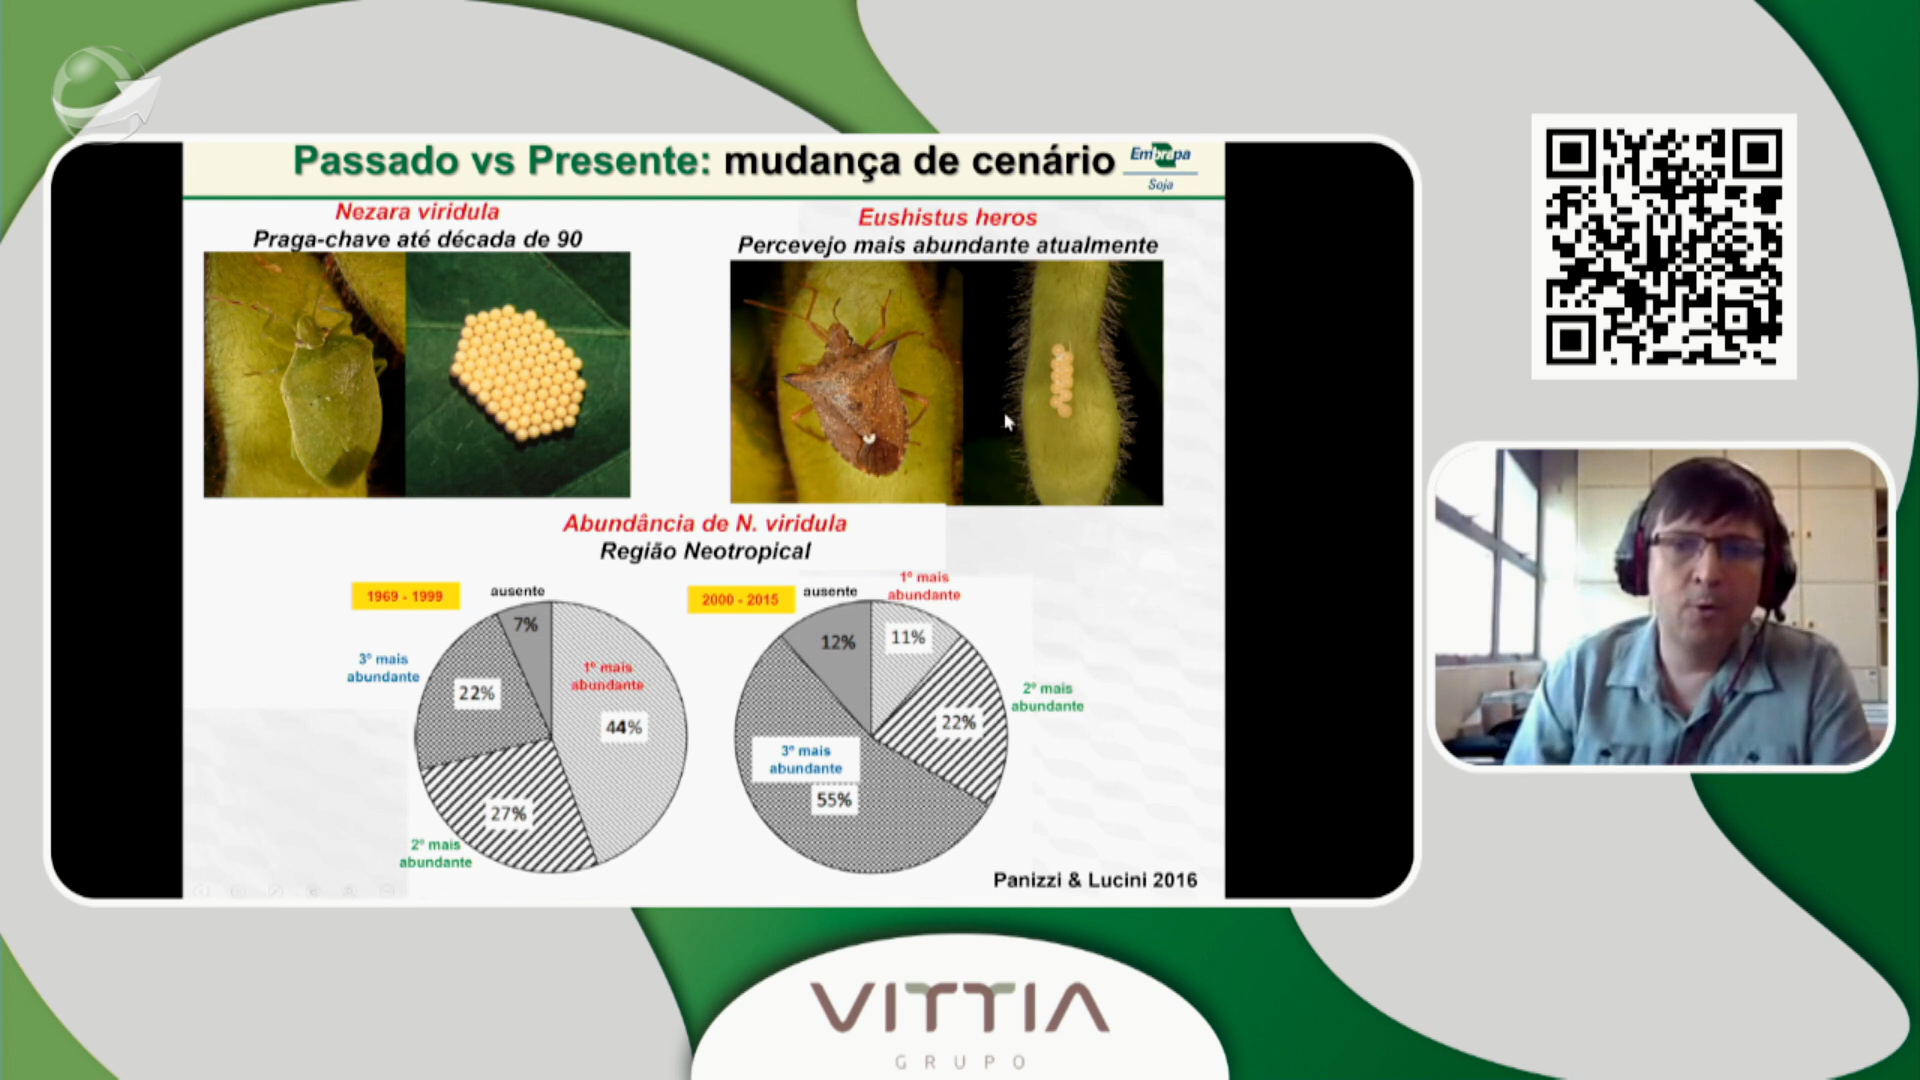 Passado vs Presente: mudança de cenário
Embrapa
Soja
Nezara viridula
Praga-chave até década de 90
Eushistus heros
Percevejo mais abundante atualmente
Abundância de N. viridula
Região Neotropical
1969 - 1999
ausente
7%
3º mais
abundante
22%
1º mais
abundante
44%
27%
2º mais
abundante
2000 - 2015
ausente
1º mais
abundante
12%
11%
2º mais
abundante
22%
3º mais
abundante
55%
Panizzi & Lucini 2016
VITTIA
GRUPO